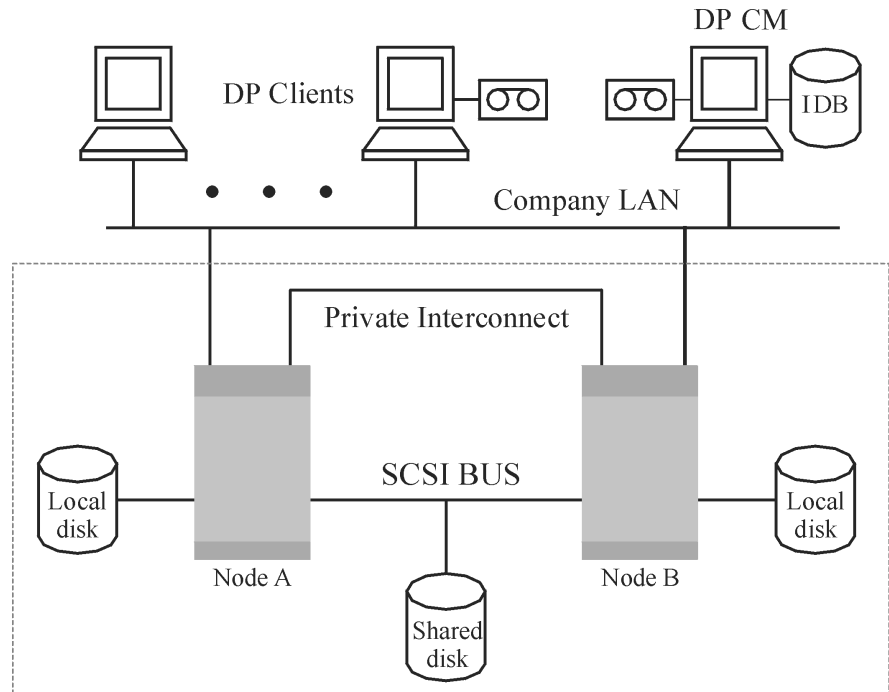 DP CM
DP Clients
IDB
Company LAN
Private Interconnect
SCSI BUS
Local
disk
Local
disk
Node A
Node B
Shared
disk